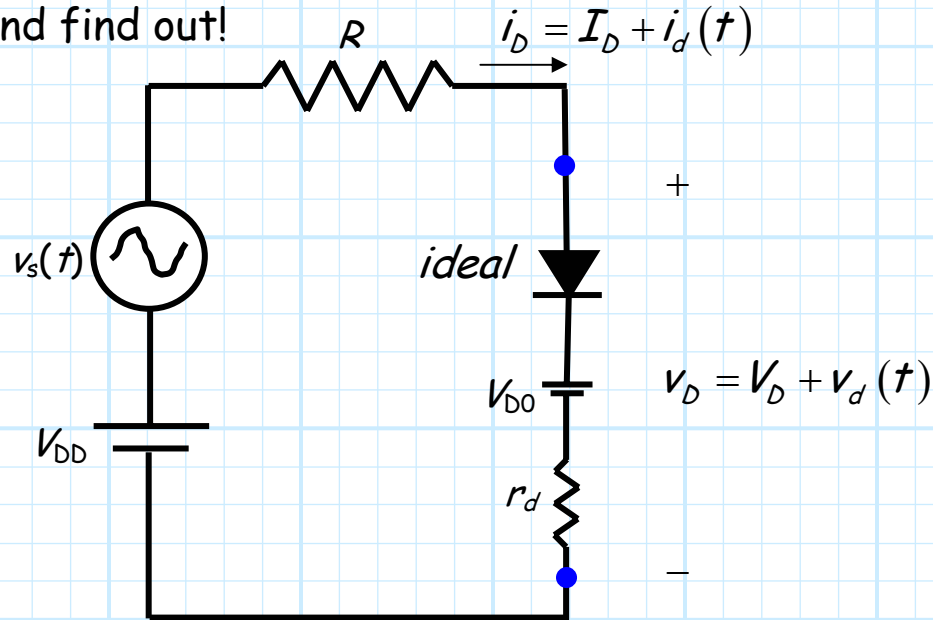 nd find out!
R
i_D = I_D + i_d(t)
+
v_s(t)
ideal
V_D0
v_D = V_D + v_d(t)
V_DD
r_d
−